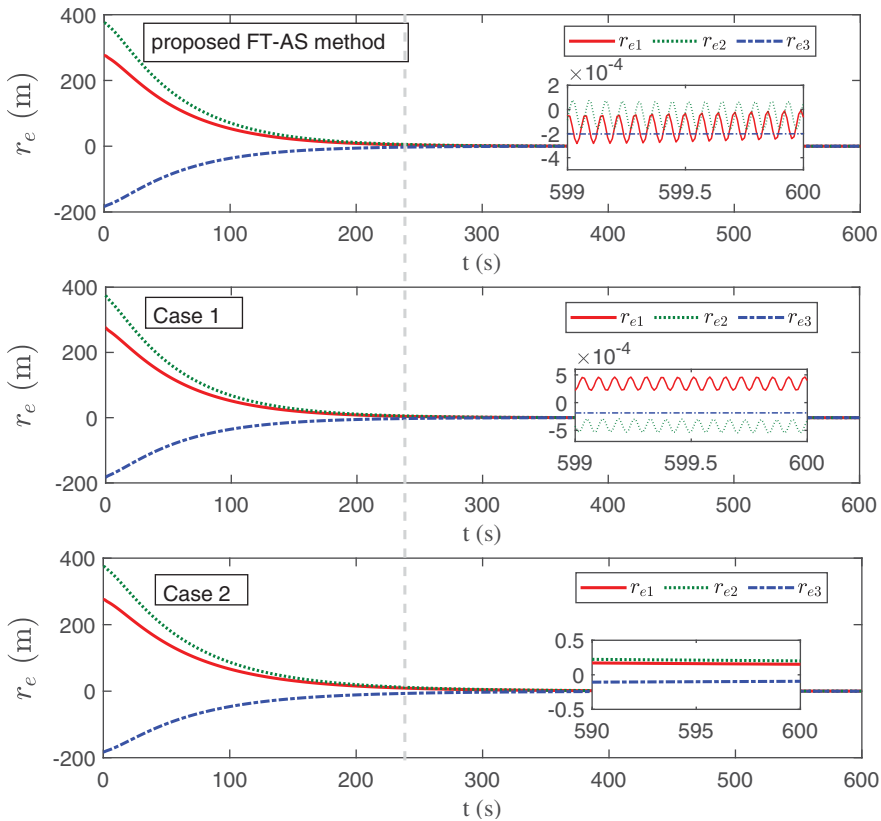 proposed FT-AS method
r_e1 r_e2 r_e3
×10^-4
400
200
0
-200
r_e (m)
2
0
-2
-4
599 599.5 600
0 100 200 300 400 500 600
t (s)
Case 1
r_e1 r_e2 r_e3
×10^-4
400
200
0
-200
r_e (m)
5
0
-5
599 599.5 600
0 100 200 300 400 500 600
t (s)
Case 2
r_e1 r_e2 r_e3
400
200
0
-200
r_e (m)
0.5
0
-0.5
590 595 600
0 100 200 300 400 500 600
t (s)